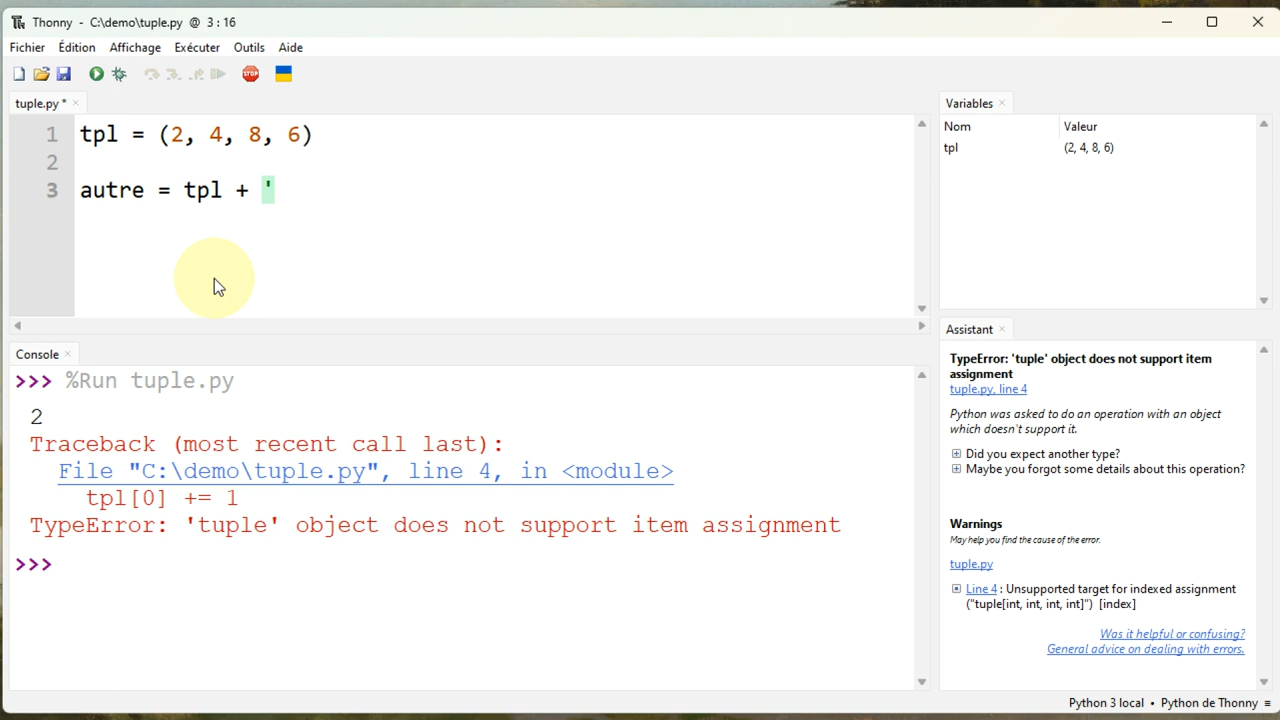 Thonny - C:\demo\tuple.py @ 3 : 16
Fichier Édition Affichage Exécuter Outils Aide
STOP
tuple.py *
1 tpl = (2, 4, 8, 6)
2
3 autre = tpl + '
Variables
Nom Valeur
tpl (2, 4, 8, 6)
Console
>>> %Run tuple.py
2
Traceback (most recent call last):
File "C:\demo\tuple.py", line 4, in <module>
tpl[0] += 1
TypeError: 'tuple' object does not support item assignment
>>>
Assistant
TypeError: 'tuple' object does not support item
assignment
tuple.py, line 4
Python was asked to do an operation with an object
which doesn't support it.
Did you expect another type?
Maybe you forgot some details about this operation?
Warnings
May help you find the cause of the error.
tuple.py
Line 4 : Unsupported target for indexed assignment
("tuple[int, int, int, int]") [index]
Was it helpful or confusing?
General advice on dealing with errors.
Python 3 local • Python de Thonny ≡